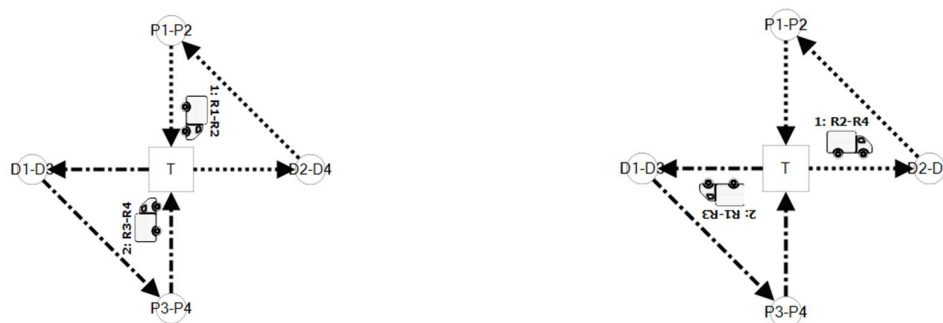 P1-P2
1: R1-R2
D1-D3
T
D2-D4
2: R3-R4
P3-P4
P1-P2
1: R2-R4
D1-D3
T
D2-D
2: R1-R3
P3-P4